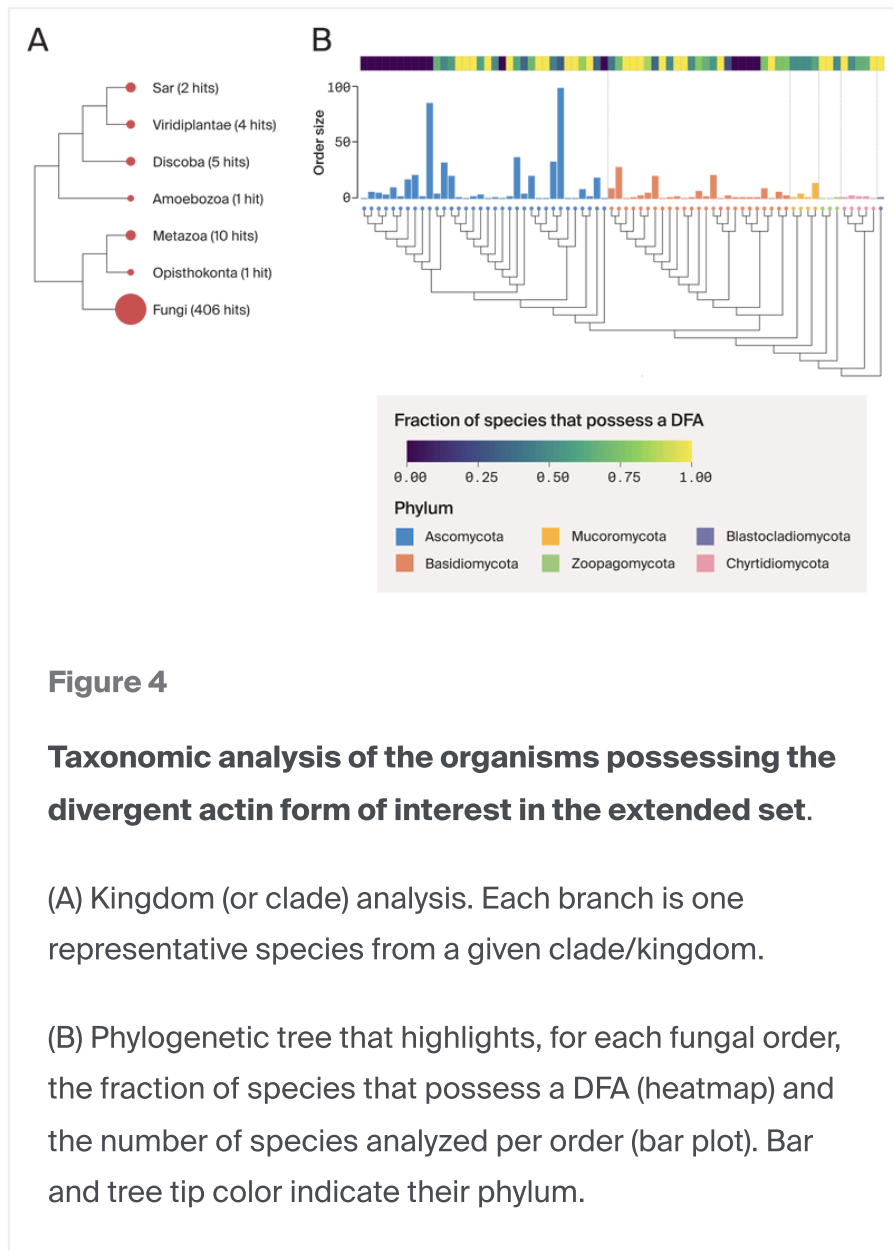 A
B
Sar (2 hits)
Viridiplantae (4 hits)
Discoba (5 hits)
Amoebozoa (1 hit)
Metazoa (10 hits)
Opisthokonta (1 hit)
Fungi (406 hits)
Order size
100
50
0
Fraction of species that possess a DFA
0.00 0.25 0.50 0.75 1.00
Phylum
Ascomycota Mucoromycota Blastocladiomycota
Basidiomycota Zoopagomycota Chyrtidiomycota
Figure 4
Taxonomic analysis of the organisms possessing the
divergent actin form of interest in the extended set.
(A) Kingdom (or clade) analysis. Each branch is one
representative species from a given clade/kingdom.
(B) Phylogenetic tree that highlights, for each fungal order,
the fraction of species that possess a DFA (heatmap) and
the number of species analyzed per order (bar plot). Bar
and tree tip color indicate their phylum.